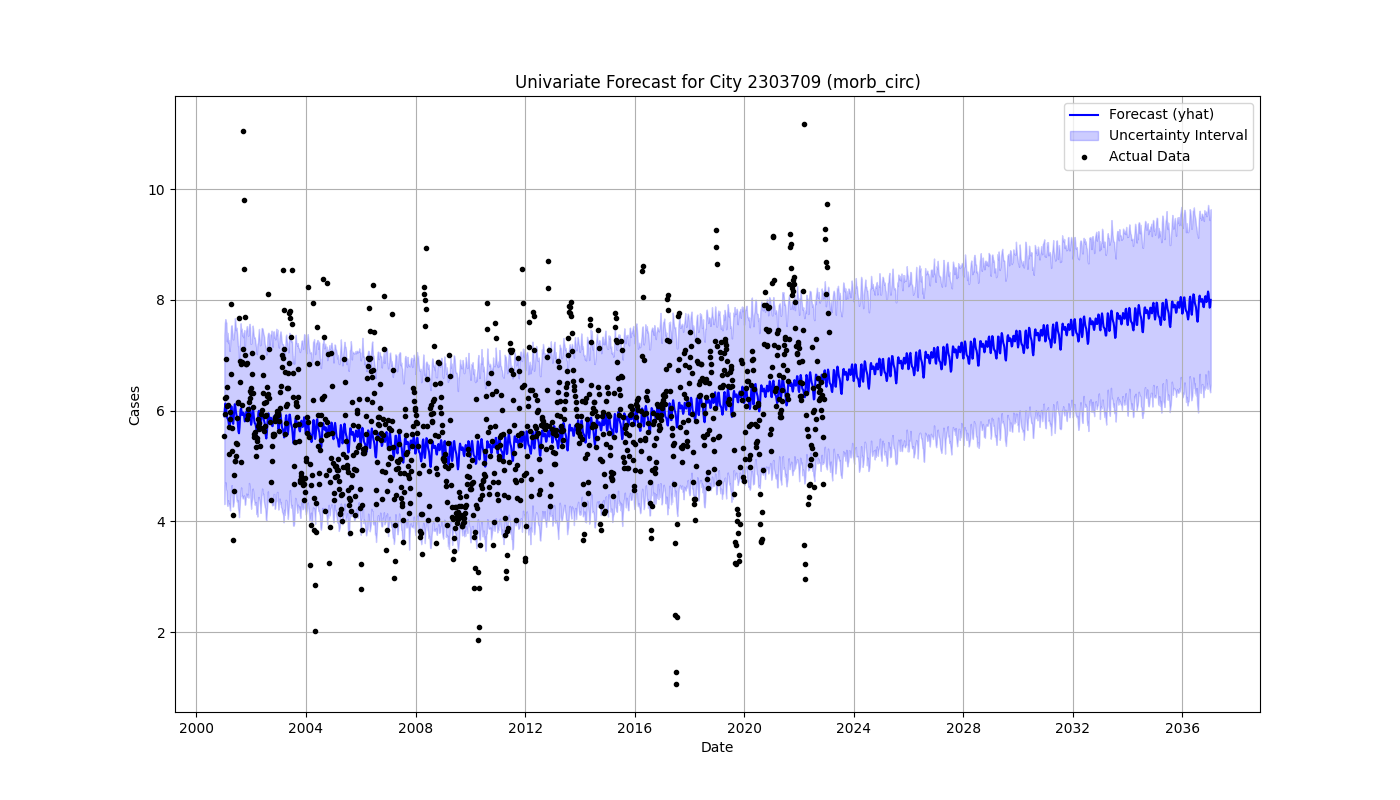 Univariate Forecast for City 2303709 (morb_circ)
Forecast (yhat)
Uncertainty Interval
Actual Data
Cases
10
8
6
4
2
2000 2004 2008 2012 2016 2020 2024 2028 2032 2036
Date